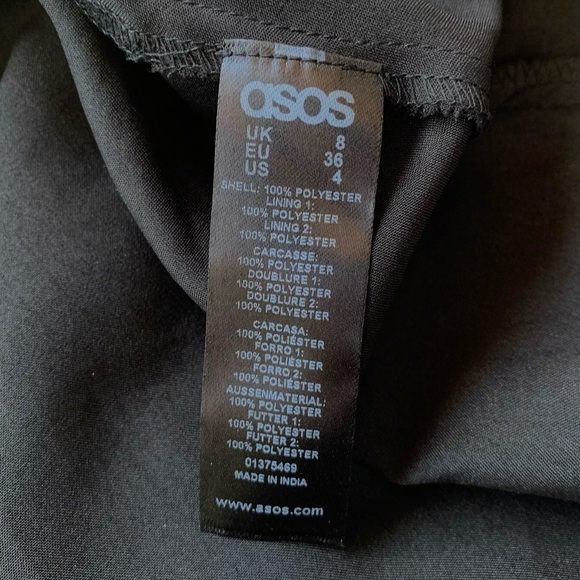 asos
UK 8
EU 36
US 4
SHELL: 100% POLYESTER
LINING 1:
100% POLYESTER
LINING 2:
100% POLYESTER
CARCASSE:
100% POLYESTER
DOUBLURE 1:
100% POLYESTER
DOUBLURE 2:
100% POLYESTER
CARCASA:
100% POLIÉSTER
FORRO 1:
100% POLIÉSTER
FORRO 2:
100% POLIÉSTER
AUSSENMATERIAL:
100% POLYESTER
FUTTER 1:
100% POLYESTER
FUTTER 2:
100% POLYESTER
01375469
MADE IN INDIA
www.asos.com